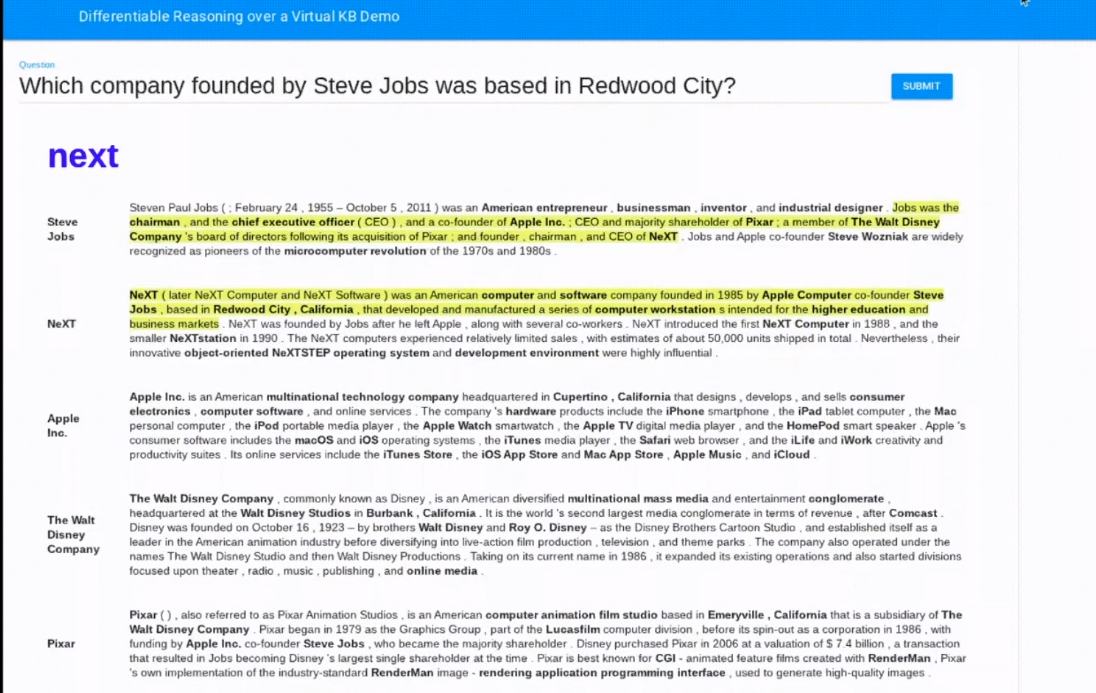 Differentiable Reasoning over a Virtual KB Demo
Question
Which company founded by Steve Jobs was based in Redwood City?
SUBMIT
next
Steve
Jobs
Steven Paul Jobs ( ; February 24 , 1955 – October 5 , 2011 ) was an American entrepreneur , businessman , inventor , and industrial designer . Jobs was the
chairman , and the chief executive officer ( CEO ) , and a co-founder of Apple Inc. ; CEO and majority shareholder of Pixar ; a member of The Walt Disney
Company 's board of directors following its acquisition of Pixar ; and founder , chairman , and CEO of NeXT . Jobs and Apple co-founder Steve Wozniak are widely
recognized as pioneers of the microcomputer revolution of the 1970s and 1980s .
NeXT
NeXT ( later NeXT Computer and NeXT Software ) was an American computer and software company founded in 1985 by Apple Computer co-founder Steve
Jobs , based in Redwood City , California , that developed and manufactured a series of computer workstation s intended for the higher education and
business markets . NeXT was founded by Jobs after he left Apple , along with several co-workers . NeXT introduced the first NeXT Computer in 1988 , and the
smaller NeXTstation in 1990 . The NeXT computers experienced relatively limited sales , with estimates of about 50,000 units shipped in total . Nevertheless , their
innovative object-oriented NeXTSTEP operating system and development environment were highly influential .
Apple
Inc.
Apple Inc. is an American multinational technology company headquartered in Cupertino , California that designs , develops , and sells consumer
electronics , computer software , and online services . The company 's hardware products include the iPhone smartphone , the iPad tablet computer , the Mac
personal computer , the iPod portable media player , the Apple Watch smartwatch , the Apple TV digital media player , and the HomePod smart speaker . Apple 's
consumer software includes the macOS and iOS operating systems , the iTunes media player , the Safari web browser , and the iLife and iWork creativity and
productivity suites . Its online services include the iTunes Store , the iOS App Store and Mac App Store , Apple Music , and iCloud .
The Walt
Disney
Company
The Walt Disney Company , commonly known as Disney , is an American diversified multinational mass media and entertainment conglomerate ,
headquartered at the Walt Disney Studios in Burbank , California . It is the world 's second largest media conglomerate in terms of revenue , after Comcast .
Disney was founded on October 16 , 1923 – by brothers Walt Disney and Roy O. Disney – as the Disney Brothers Cartoon Studio , and established itself as a
leader in the American animation industry before diversifying into live-action film production , television , and theme parks . The company also operated under the
names The Walt Disney Studio and then Walt Disney Productions . Taking on its current name in 1986 , it expanded its existing operations and also started divisions
focused upon theater , radio , music , publishing , and online media .
Pixar
Pixar ( ) , also referred to as Pixar Animation Studios , is an American computer animation film studio based in Emeryville , California that is a subsidiary of The
Walt Disney Company . Pixar began in 1979 as the Graphics Group , part of the Lucasfilm computer division , before its spin-out as a corporation in 1986 , with
funding by Apple Inc. co-founder Steve Jobs , who became the majority shareholder . Disney purchased Pixar in 2006 at a valuation of $ 7.4 billion , a transaction
that resulted in Jobs becoming Disney 's largest single shareholder at the time . Pixar is best known for CGI - animated feature films created with RenderMan , Pixar
's own implementation of the industry-standard RenderMan image - rendering application programming interface , used to generate high-quality images .